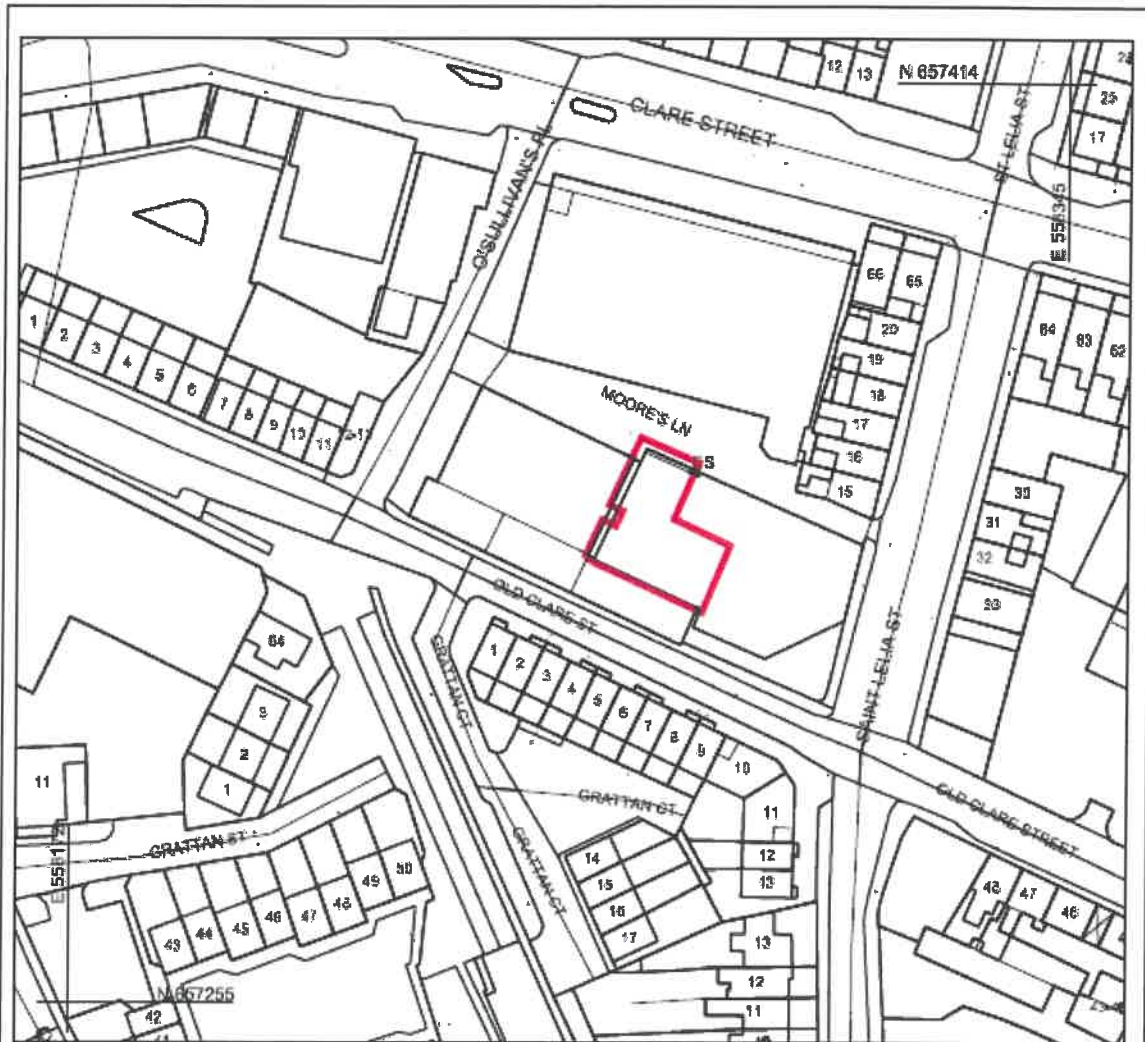 12 13
N 657414
25
17
CLARE STREET
ST LELIA ST
E 558345
O'SULLIVAN'S PL
66 65
20
19
18
17
16
15
64 63 62
1 2 3 4 5 6 7 8 9 10
MOORE'S LN
30
31
32
33
OLD CLARE ST
SAINT LELIA ST
64
3
2
1
11
GRATTAN CT
1 2 3 4 5 6 7 8 9 10
11
12
13
GRATTAN CT
OLD CLARE STREET
GRATTAN ST
GRATTAN CT
14
15
16
17
43 44 45 46 47 48 49 50
48 47 46
13
12
11
N 657255
42